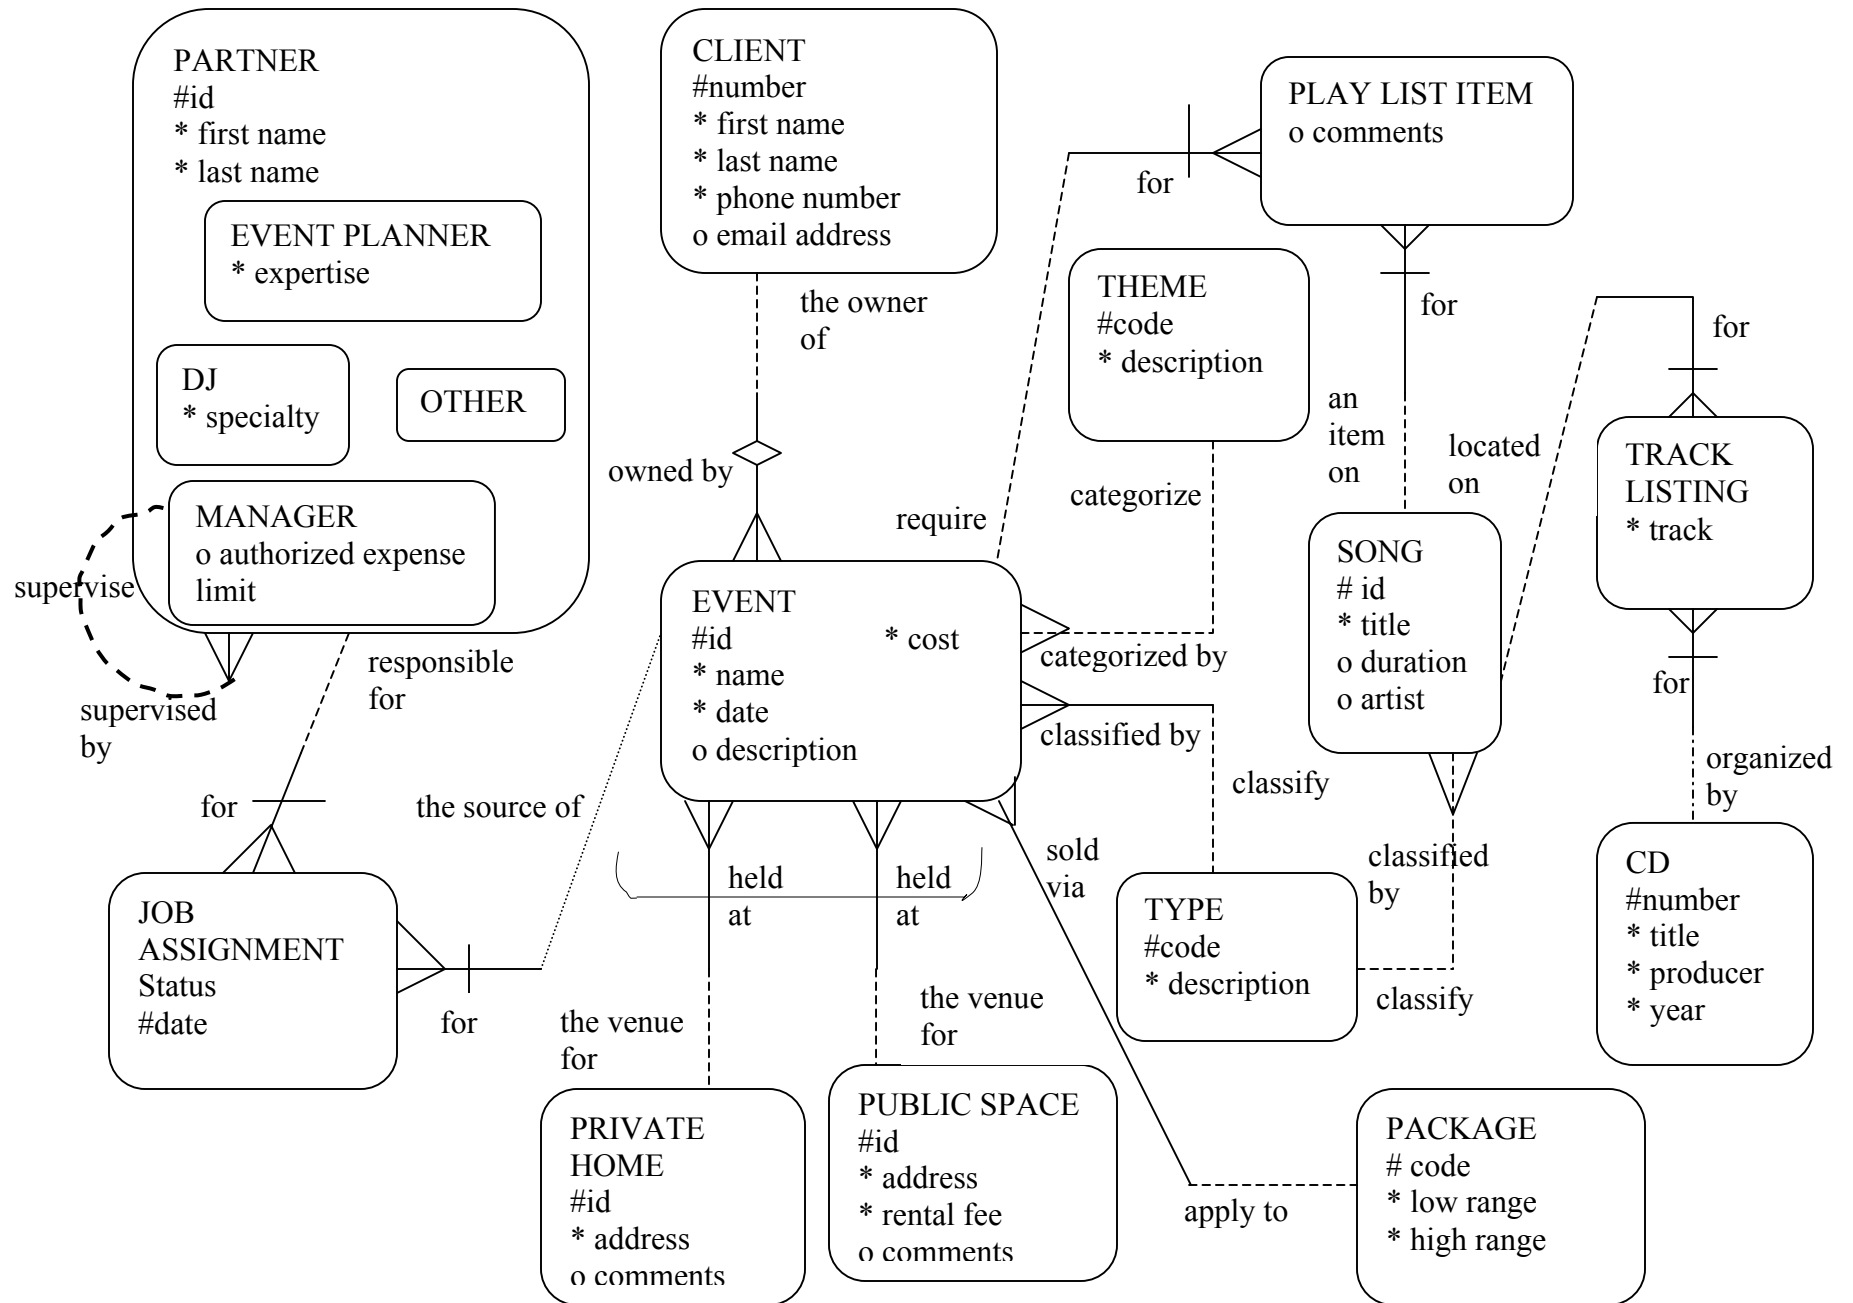 PARTNER
#id
* first name
* last name
EVENT PLANNER
* expertise
DJ
* specialty
OTHER
MANAGER
o authorized expense
limit
supervise
supervised
by
responsible
for
for
JOB
ASSIGNMENT
Status
#date
for
the source of
CLIENT
#number
* first name
* last name
* phone number
o email address
the owner
of
owned by
EVENT
#id
* cost
* name
* date
o description
require
for
PLAY LIST ITEM
o comments
for
an
item
on
THEME
#code
* description
categorize
categorized by
classified by
classify
SONG
# id
* title
o duration
o artist
located
on
for
TRACK
LISTING
* track
for
organized
by
CD
#number
* title
* producer
* year
classified
by
classify
TYPE
#code
* description
sold
via
apply to
PACKAGE
# code
* low range
* high range
held
at
held
at
the venue
for
the venue
for
PRIVATE
HOME
#id
* address
o comments
PUBLIC SPACE
#id
* address
* rental fee
o comments